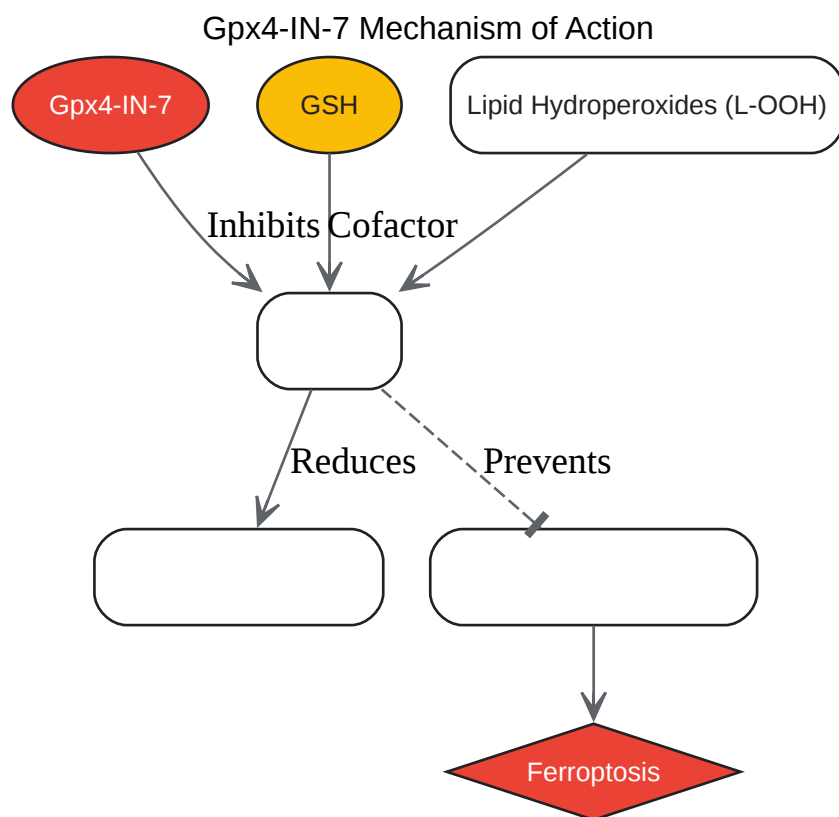 Gpx4-IN-7 Mechanism of Action
Gpx4-IN-7
GSH
Lipid Hydroperoxides (L-OOH)
Inhibits
Cofactor
Reduces
Prevents
Ferroptosis